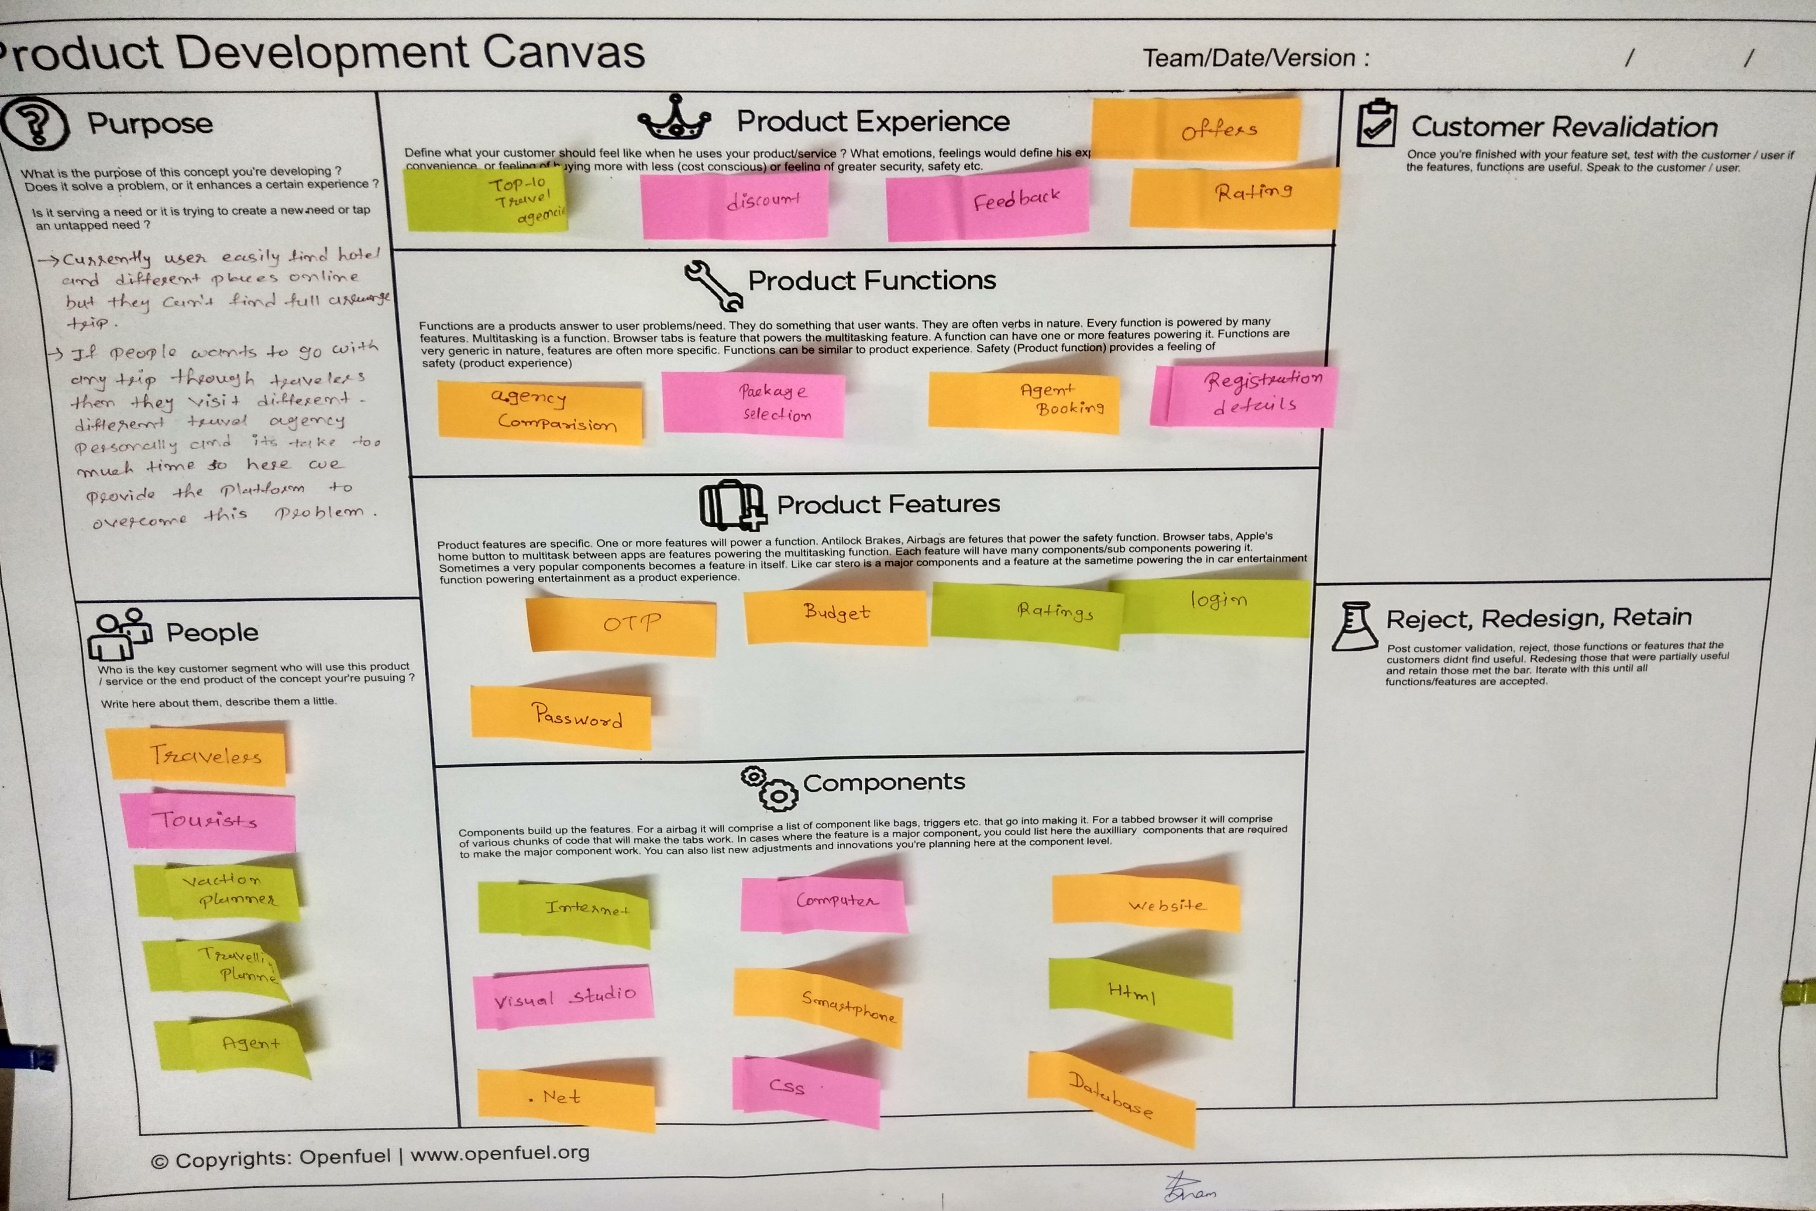 Product Development Canvas
Team/Date/Version : / /
Purpose
What is the purpose of this concept you're developing ?
Does it solve a problem, or it enhances a certain experience ?
Is it serving a need or it is trying to create a new need or tap
an untapped need ?
→ Currently user easily find hotel
and different places online
but they can't find full arrange
trip.
→ If people wants to go with
any trip through travelers
then they visit different.
different travel agency
personally and its take too
much time so here we
provide the platform to
overcome this problem.
People
Who is the key customer segment who will use this product
/ service or the end product of the concept your're pusuing ?
Write here about them, describe them a little.
Travelers
Tourists
Vaction
planner
Travelli
Planne
Agent
Product Experience
Define what your customer should feel like when he uses your product/service ? What emotions, feelings would define his exp
convenience, or feeling of buying more with less (cost conscious) or feeling of greater security, safety etc.
offers
Top-10
Travel
agencie
discount
Feedback
Rating
Product Functions
Functions are a products answer to user problems/need. They do something that user wants. They are often verbs in nature. Every function is powered by many
features. Multitasking is a function. Browser tabs is feature that powers the multitasking feature. A function can have one or more features powering it. Functions are
very generic in nature, features are often more specific. Functions can be similar to product experience. Safety (Product function) provides a feeling of
safety (product experience)
agency
Comparision
Package
selection
Agent
Booking
Registration
details
Product Features
Product features are specific. One or more features will power a function. Antilock Brakes, Airbags are fetures that power the safety function. Browser tabs, Apple's
home button to multitask between apps are features powering the multitasking function. Each feature will have many components/sub components powering it.
Sometimes a very popular components becomes a feature in itself. Like car stero is a major components and a feature at the sametime powering the in car entertainment
function powering entertainment as a product experience.
OTP
Budget
Ratings
login
Password
Components
Components build up the features. For a airbag it will comprise a list of component like bags, triggers etc. that go into making it. For a tabbed browser it will comprise
of various chunks of code that will make the tabs work. In cases where the feature is a major component, you could list here the auxilliary components that are required
to make the major component work. You can also list new adjustments and innovations you're planning here at the component level.
Internet
Computer
website
Visual studio
Smartphone
Html
. Net
CSS
Database
Customer Revalidation
Once you're finished with your feature set, test with the customer / user if
the features, functions are useful. Speak to the customer / user.
Reject, Redesign, Retain
Post customer validation, reject, those functions or features that the
customers didnt find useful. Redesing those that were partially useful
and retain those met the bar. Iterate with this until all
functions/features are accepted.
© Copyrights: Openfuel | www.openfuel.org